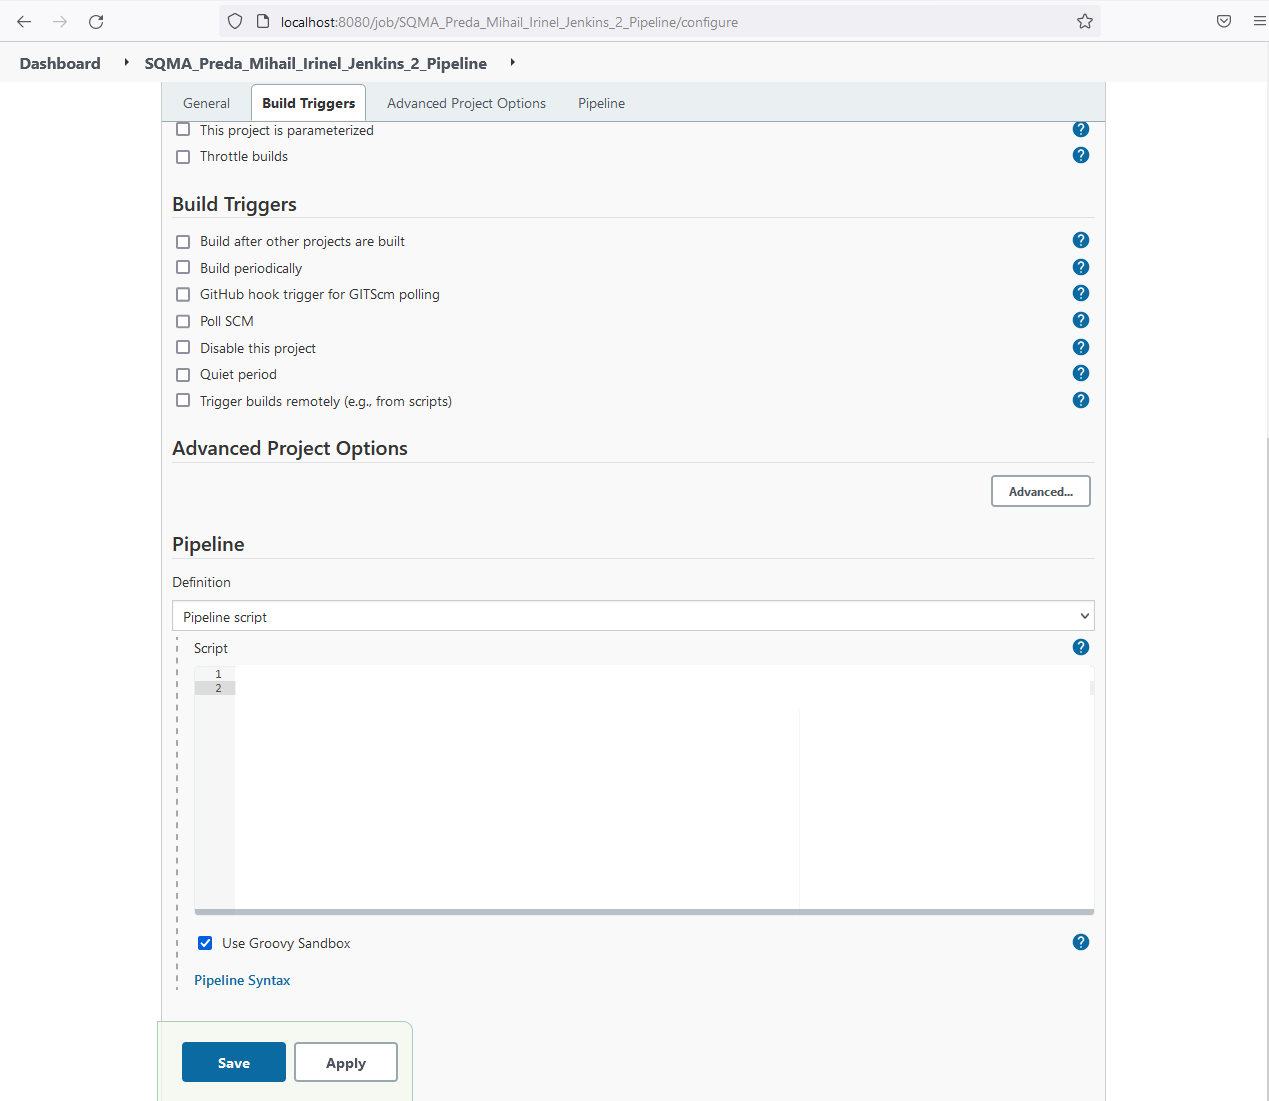 localhost:8080/job/SQMA_Preda_Mihail_Irinel_Jenkins_2_Pipeline/configure
Dashboard SQMA_Preda_Mihail_Irinel_Jenkins_2_Pipeline
General Build Triggers Advanced Project Options Pipeline
This project is parameterized ?
Throttle builds ?
Build Triggers
Build after other projects are built ?
Build periodically ?
GitHub hook trigger for GITScm polling ?
Poll SCM ?
Disable this project ?
Quiet period ?
Trigger builds remotely (e.g., from scripts) ?
Advanced Project Options
Advanced...
Pipeline
Definition
Pipeline script
Script ?
1
2
Use Groovy Sandbox ?
Pipeline Syntax
Save Apply